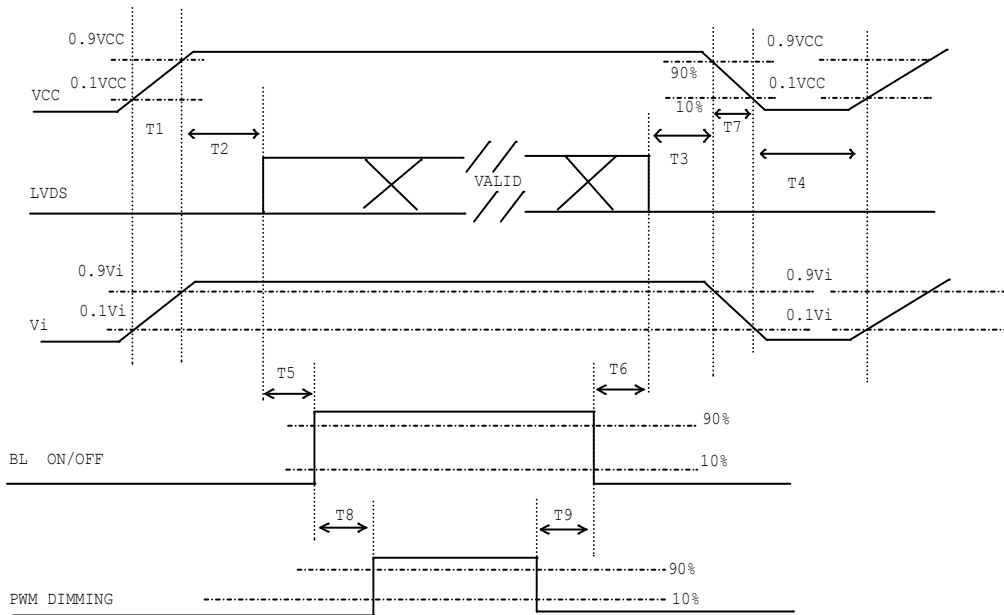 0.9VCC
0.1VCC
VCC
T1
T2
90%
10%
T3
T7
0.9VCC
0.1VCC
T4
LVDS
VALID
0.9Vi
0.1Vi
Vi
0.9Vi
0.1Vi
T5
T6
90%
10%
BL ON/OFF
T8
T9
90%
10%
PWM DIMMING